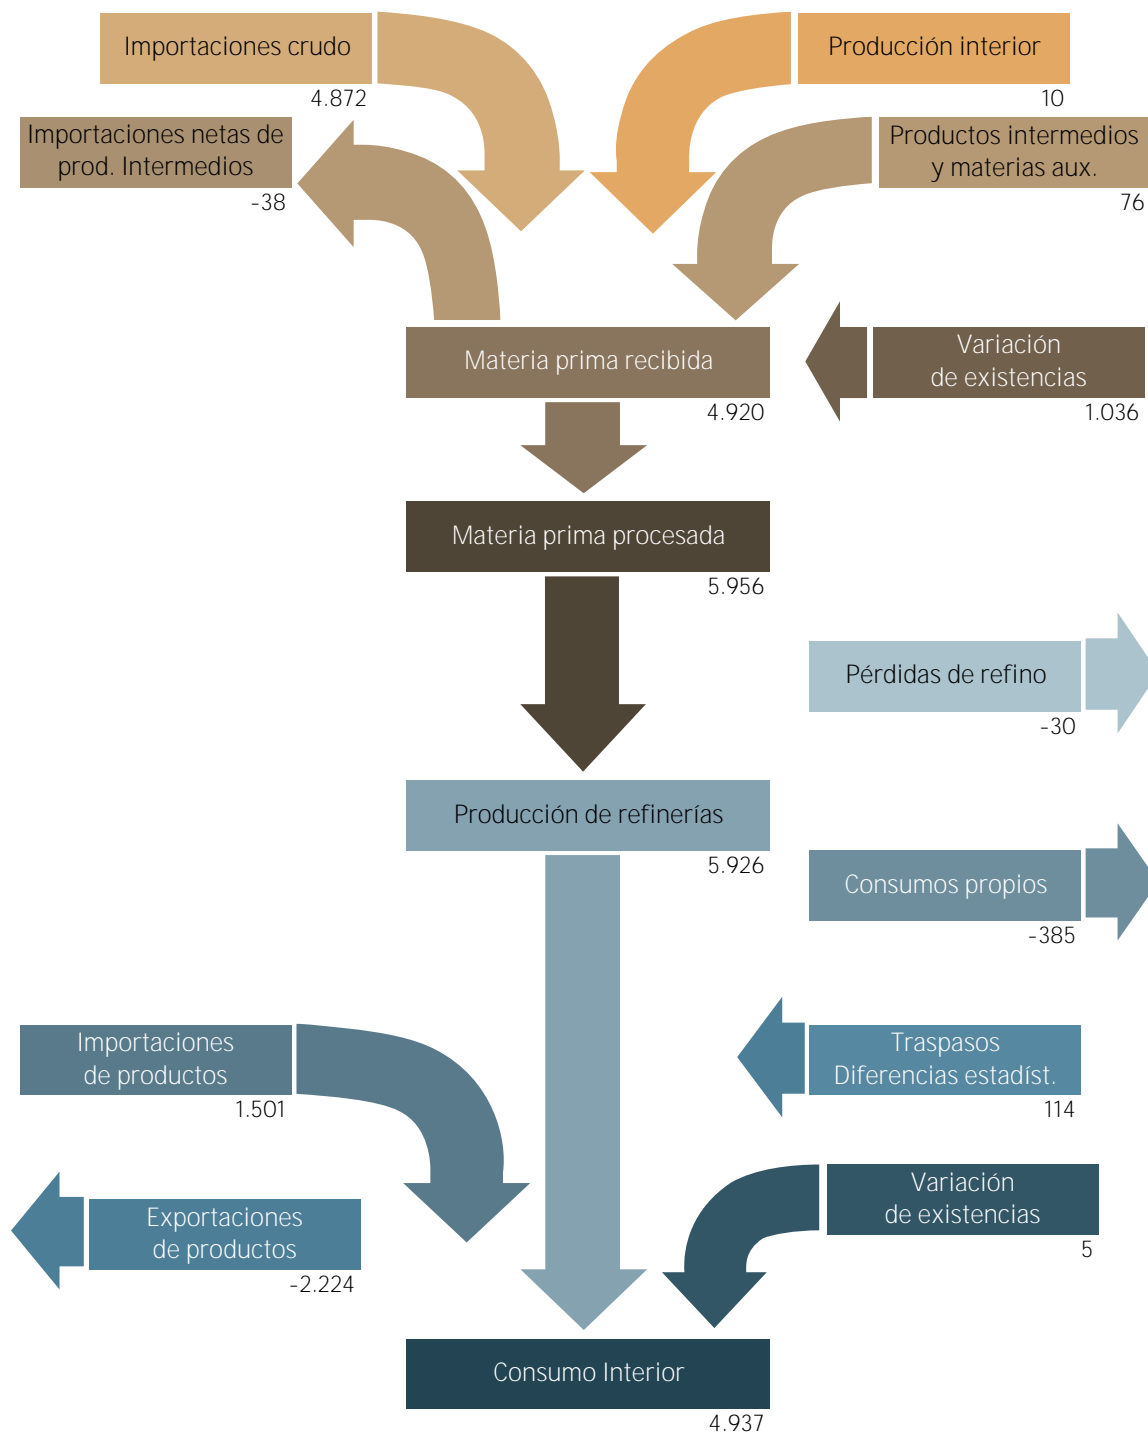 Importaciones crudo
4.872
Producción interior
10
Importaciones netas de
prod. Intermedios
-38
Productos intermedios
y materias aux.
76
Materia prima recibida
4.920
Variación
de existencias
1.036
Materia prima procesada
5.956
Pérdidas de refino
-30
Producción de refinerías
5.926
Consumos propios
-385
Importaciones
de productos
1.501
Traspasos
Diferencias estadíst.
114
Exportaciones
de productos
-2.224
Variación
de existencias
5
Consumo Interior
4.937